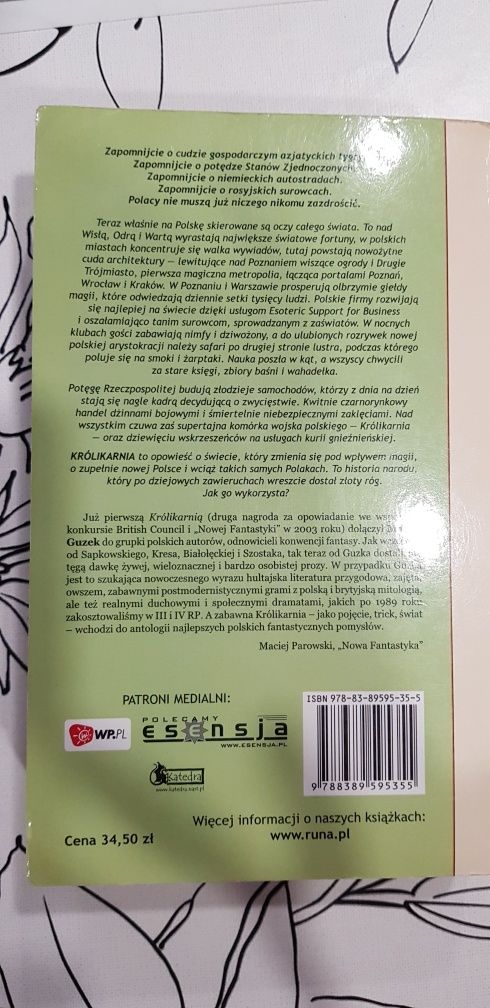 Zapomnijcie o cudzie gospodarczym azjatyckich
Zapomnijcie o potędze Stanów Zjednoczonych.
Zapomnijcie o niemieckich autostradach.
Zapomnijcie o rosyjskich surowcach.
Polacy nie muszą już niczego nikomu zazdrościć.
Teraz właśnie na Polskę skierowane są oczy całego świata. To nad
Wisłą, Odrą i Wartą wyrastają największe światowe fortuny, w polskich
miastach koncentruje się walka wywiadów, tutaj powstają nowożytne
cuda architektury — lewitujące nad Poznaniem wiszące ogrody i Drugie
Trójmiasto, pierwsza magiczna metropolia, łącząca portalami Poznań,
Wrocław i Kraków. W Poznaniu i Warszawie prosperują olbrzymie giełdy
magii, które odwiedzają dziennie setki tysięcy ludzi. Polskie firmy rozwijają
się najlepiej na świecie dzięki usługom Esoteric Support for Business
i oszałamiająco tanim surowcom, sprowadzanym z zaświatów. W nocnych
klubach gości zabawiają nimfy i dziwożony, a do ulubionych rozrywek nowej
polskiej arystokracji należy safari po drugiej stronie lustra, podczas którego
poluje się na smoki i żarptaki. Nauka poszła w kąt, a wszyscy chwycili
za stare księgi, zbiory baśni i wahadełka.
Potęgę Rzeczpospolitej budują złodzieje samochodów, którzy z dnia na dzień
stają się nagle kadrą decydującą o zwycięstwie. Kwitnie czarnorynkowy
handel dżinnami bojowymi i śmiertelnie niebezpiecznymi zaklęciami. Nad
wszystkim czuwa zaś supertajna komórka wojska polskiego — Królikarnia
— oraz dziewięciu wskrzeszeńców na usługach kurii gnieźnieńskiej.
KRÓLIKARNIA to opowieść o świecie, który zmienia się pod wpływem magii,
o zupełnie nowej Polsce i wciąż takich samych Polakach. To historia narodu,
który po dziejowych zawieruchach wreszcie dostał złoty róg.
Jak go wykorzysta?
Już pierwszą Królikarnią (druga nagroda za opowiadanie we
konkursie British Council i „Nowej Fantastyki” w 2003 roku) dołączył
Guzek do grupki polskich autorów, odnowicieli konwencji fantasy. Jak
od Sapkowskiego, Kresa, Białołęckiej i Szostaka, tak teraz od Guzka
tęgą dawkę żywej, wieloznacznej i bardzo osobistej prozy. W przypadku
jest to szukająca nowoczesnego wyrazu hultajska literatura przygodowa, zajęta,
owszem, zabawnymi postmodernistycznymi grami z polską i brytyjską mitologią,
ale też realnymi duchowymi i społecznymi dramatami, jakich po 1989 roku
zakosztowaliśmy w III i IV RP. A zabawna Królikarnia – jako pojęcie, trick, świat
– wchodzi do antologii najlepszych polskich fantastycznych pomysłów.
Maciej Parowski, „Nowa Fantastyka”
PATRONI MEDIALNI:
WP.PL
POLECAMY
esensja
WWW.ESENSJA.PL
Katedra
www.katedra.nast.pl
ISBN 978-83-89595-35-5
9 788389 595355
Więcej informacji o naszych książkach:
www.runa.pl
Cena 34,50 zł